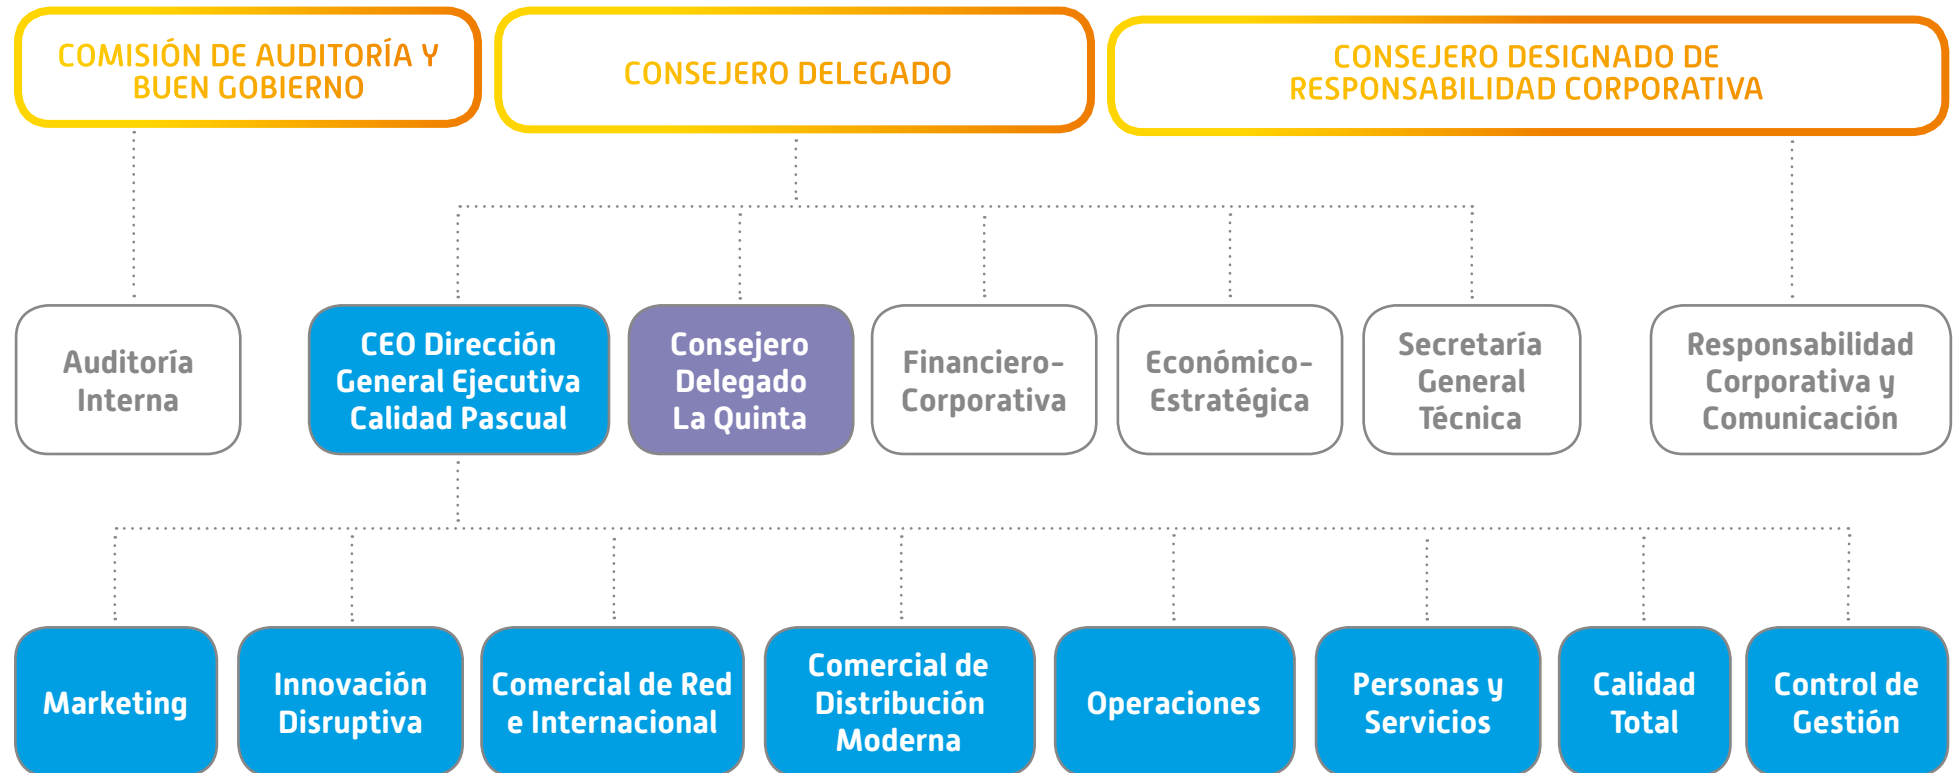 COMISIÓN DE AUDITORÍA Y
BUEN GOBIERNO
CONSEJERO DELEGADO
CONSEJERO DESIGNADO DE
RESPONSABILIDAD CORPORATIVA
Auditoría
Interna
CEO Dirección
General Ejecutiva
Calidad Pascual
Consejero
Delegado
La Quinta
Financiero-
Corporativa
Económico-
Estratégica
Secretaría
General
Técnica
Responsabilidad
Corporativa y
Comunicación
Marketing
Innovación
Disruptiva
Comercial de Red
e Internacional
Comercial de
Distribución
Moderna
Operaciones
Personas y
Servicios
Calidad
Total
Control de
Gestión